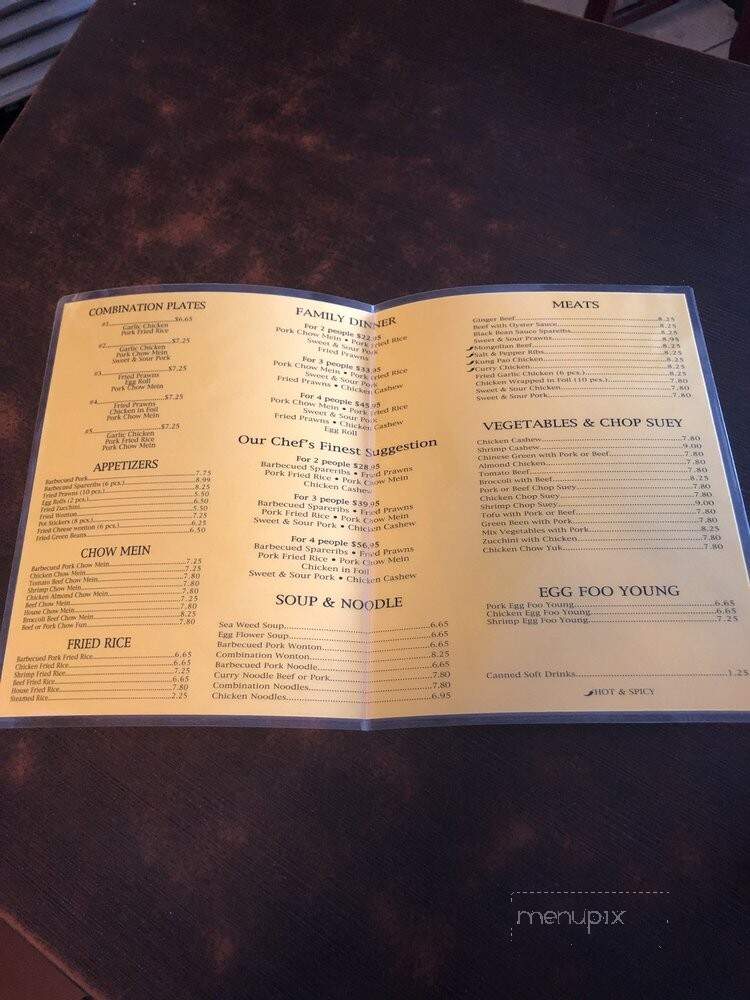 COMBINATION PLATES
#1....................$6.65
Garlic Chicken
Pork Fried Rice
#2....................$7.25
Garlic Chicken
Pork Chow Mein
Sweet & Sour Pork
#3....................$7.25
Fried Prawns
Egg Roll
Pork Chow Mein
#4....................$7.25
Fried Prawns
Chicken in Foil
Pork Chow Mein
#5....................$7.25
Garlic Chicken
Pork Fried Rice
Pork Chow Mein
APPETIZERS
Barbecued Pork....................7.75
Barbecued Spareribs (6 pcs.)....................8.99
Fried Prawns (10 pcs.)....................8.25
Egg Rolls (2 pcs.)....................5.50
Fried Zucchini....................6.50
Fried Wonton....................5.50
Pot Stickers (8 pcs.)....................7.25
Fried Cheese wonton (6 pcs.)....................6.25
Fried Green Beans....................6.50
CHOW MEIN
Barbecued Pork Chow Mein....................7.25
Chicken Chow Mein....................7.25
Tomato Beef Chow Mein....................7.80
Shrimp Chow Mein....................7.80
Chicken Almond Chow Mein....................7.80
Beef Chow Mein....................7.25
House Chow Mein....................7.80
Broccoli Beef Chow Mein....................8.25
Beef or Pork Chow Fun....................7.80
FRIED RICE
Barbecued Pork Fried Rice....................6.65
Chicken Fried Rice....................6.65
Shrimp Fried Rice....................7.25
Beef Fried Rice....................6.65
House Fried Rice....................7.80
Steamed Rice....................2.25
FAMILY DINNER
For 2 people $22.95
Pork Chow Mein • Pork Fried Rice
Sweet & Sour Pork
Fried Prawns
For 3 people $33.95
Pork Chow Mein • Pork Fried Rice
Sweet & Sour Pork
Fried Prawns • Chicken Cashew
For 4 people $45.95
Pork Chow Mein • Pork Fried Rice
Sweet & Sour Pork
Fried Prawns • Chicken Cashew
Egg Roll
Our Chef's Finest Suggestion
For 2 people $28.95
Barbecued Spareribs • Fried Prawns
Pork Fried Rice • Pork Chow Mein
Chicken Cashew
For 3 people $39.95
Barbecued Spareribs • Fried Prawns
Pork Fried Rice • Pork Chow Mein
Sweet & Sour Pork • Chicken Cashew
For 4 people $56.95
Barbecued Spareribs • Fried Prawns
Pork Fried Rice • Pork Chow Mein
Chicken in Foil
Sweet & Sour Pork • Chicken Cashew
SOUP & NOODLE
Sea Weed Soup....................6.65
Egg Flower Soup....................6.65
Barbecued Pork Wonton....................6.65
Combination Wonton....................8.25
Barbecued Pork Noodle....................6.65
Curry Noodle Beef or Pork....................7.80
Combination Noodles....................7.80
Chicken Noodles....................6.95
MEATS
Ginger Beef....................8.25
Beef with Oyster Sauce....................8.25
Black Bean Sauce Spareribs....................8.25
Sweet & Sour Prawns....................8.95
Mongolian Beef....................8.25
Salt & Pepper Ribs....................8.25
Kung Pao Chicken....................8.25
Curry Chicken....................8.25
Fried Garlic Chicken (6 pcs.)....................8.25
Chicken Wrapped in Foil (10 pcs.)....................7.80
Sweet & Sour Chicken....................7.80
Sweet & Sour Pork....................7.80
VEGETABLES & CHOP SUEY
Chicken Cashew....................7.80
Shrimp Cashew....................9.00
Chinese Green with Pork or Beef....................7.80
Almond Chicken....................7.80
Tomato Beef....................7.80
Broccoli with Beef....................8.25
Pork or Beef Chop Suey....................7.80
Chicken Chop Suey....................7.80
Shrimp Chop Suey....................9.00
Tofu with Pork or Beef....................7.80
Green Been with Pork....................7.80
Mix Vegetables with Pork....................8.25
Zucchini with Chicken....................7.80
Chicken Chow Yuk....................7.80
EGG FOO YOUNG
Pork Egg Foo Young....................6.65
Chicken Egg Foo Young....................6.65
Shrimp Egg Foo Young....................7.25
Canned Soft Drinks....................1.25
HOT & SPICY
menupix